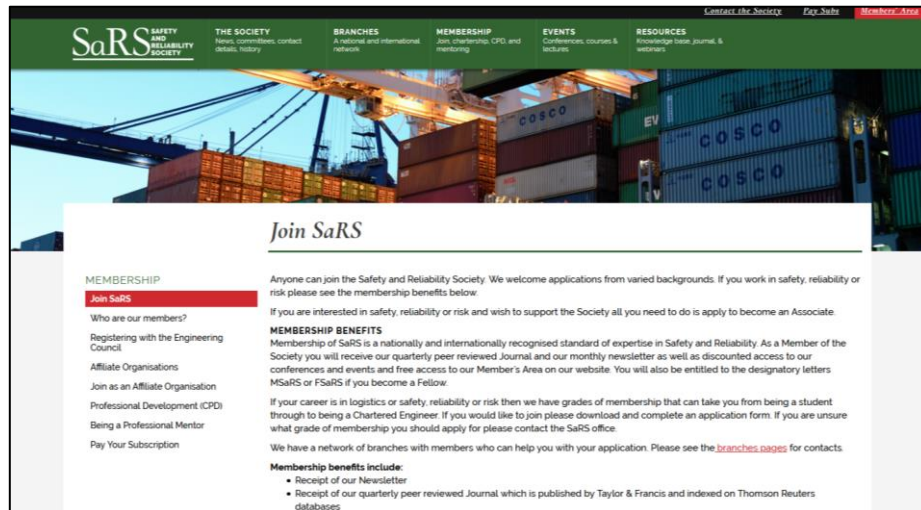 Contact the Society Pay Subs Members' Area
SaRS SAFETY AND RELIABILITY SOCIETY
THE SOCIETY
News, committees, contact
details, history
BRANCHES
A national and international
network
MEMBERSHIP
Join, chartership, CPD, and
mentoring
EVENTS
Conferences, courses &
lectures
RESOURCES
Knowledge base, journal, &
webinars
COSCO
EV
COSCO
COSCO
Join SaRS
MEMBERSHIP
Join SaRS
Who are our members?
Registering with the Engineering
Council
Affiliate Organisations
Join as an Affiliate Organisation
Professional Development (CPD)
Being a Professional Mentor
Pay Your Subscription
Anyone can join the Safety and Reliability Society. We welcome applications from varied backgrounds. If you work in safety, reliability or
risk please see the membership benefits below.
If you are interested in safety, reliability or risk and wish to support the Society all you need to do is apply to become an Associate.
MEMBERSHIP BENEFITS
Membership of SaRS is a nationally and internationally recognised standard of expertise in Safety and Reliability. As a Member of the
Society you will receive our quarterly peer reviewed Journal and our monthly newsletter as well as discounted access to our
conferences and events and free access to our Member's Area on our website. You will also be entitled to the designatory letters
MSaRS or FSaRS if you become a Fellow.
If your career is in logistics or safety, reliability or risk then we have grades of membership that can take you from being a student
through to being a Chartered Engineer. If you would like to join please download and complete an application form. If you are unsure
what grade of membership you should apply for please contact the SaRS office.
We have a network of branches with members who can help you with your application. Please see the branches pages for contacts.
Membership benefits include:
• Receipt of our Newsletter
• Receipt of our quarterly peer reviewed Journal which is published by Taylor & Francis and indexed on Thomson Reuters
databases